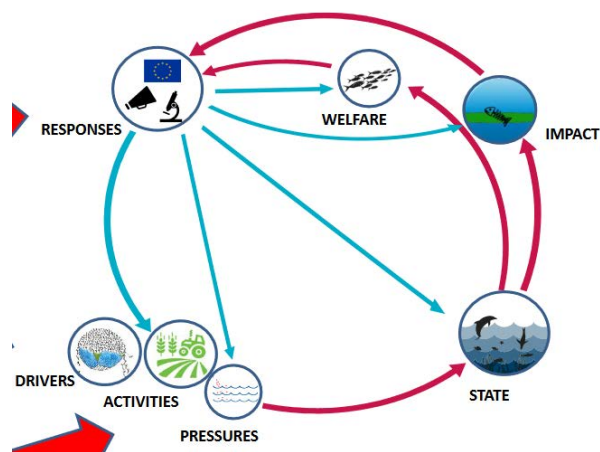 RESPONSES
WELFARE
IMPACT
DRIVERS
ACTIVITIES
STATE
PRESSURES